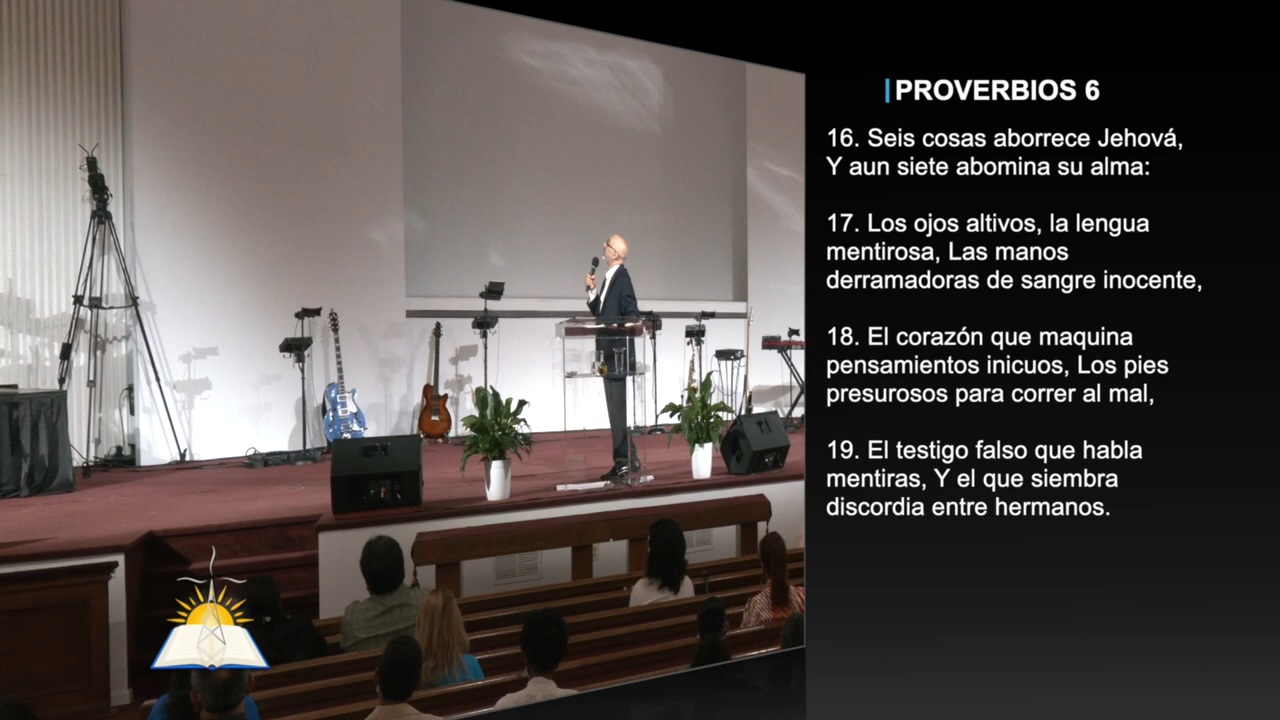 PROVERBIOS 6
16. Seis cosas aborrece Jehová,
Y aun siete abomina su alma:
17. Los ojos altivos, la lengua
mentirosa, Las manos
derramadoras de sangre inocente,
18. El corazón que maquina
pensamientos inicuos, Los pies
presurosos para correr al mal,
19. El testigo falso que habla
mentiras, Y el que siembra
discordia entre hermanos.